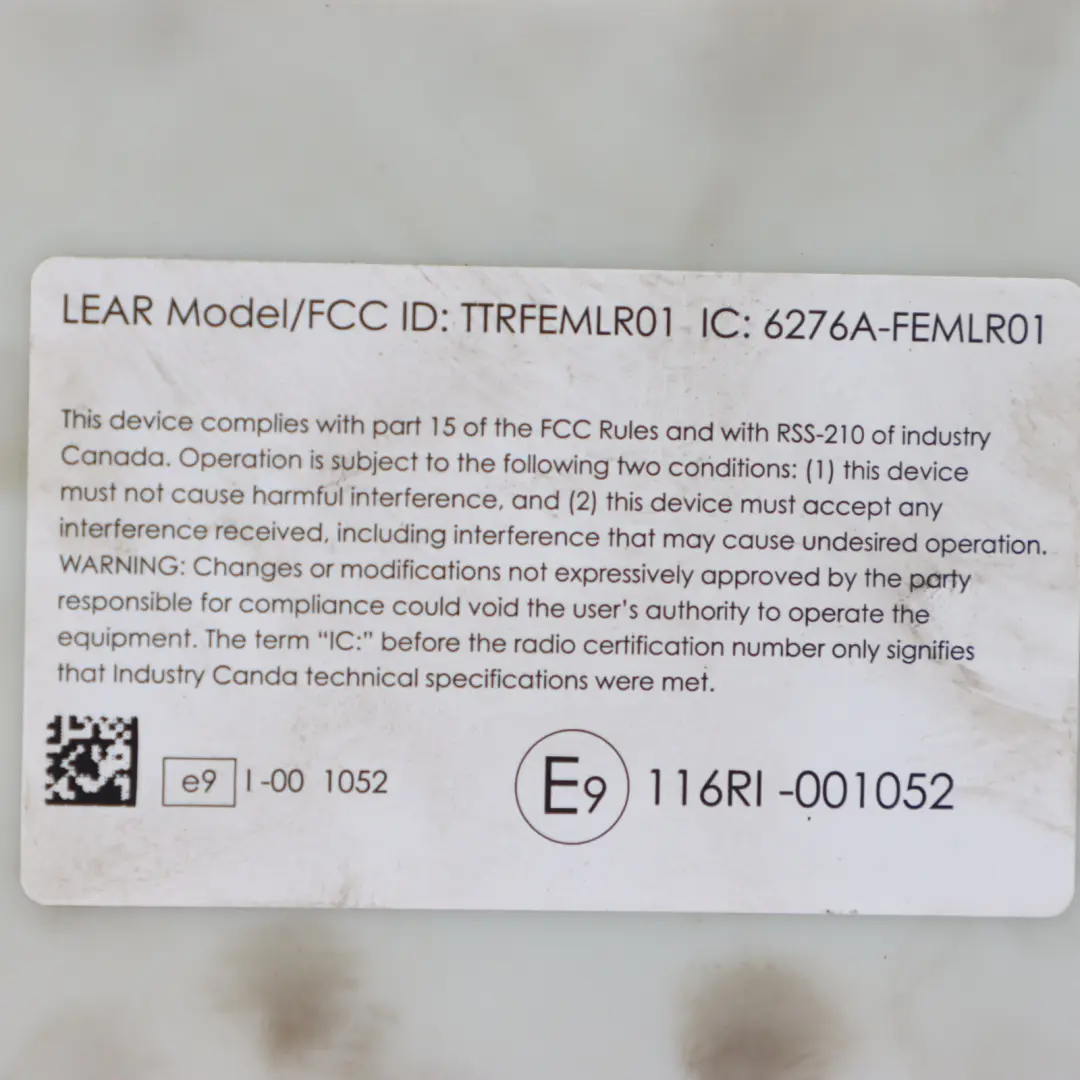 LEAR Model/FCC ID: TTRFEMLR01 IC: 6276A-FEMLR01
This device complies with part 15 of the FCC Rules and with RSS-210 of industry
Canada. Operation is subject to the following two conditions: (1) this device
must not cause harmful interference, and (2) this device must accept any
interference received, including interference that may cause undesired operation.
WARNING: Changes or modifications not expressively approved by the party
responsible for compliance could void the user's authority to operate the
equipment. The term "IC:" before the radio certification number only signifies
that Industry Canda technical specifications were met.
e9 I-00 1052 E9 116RI -001052